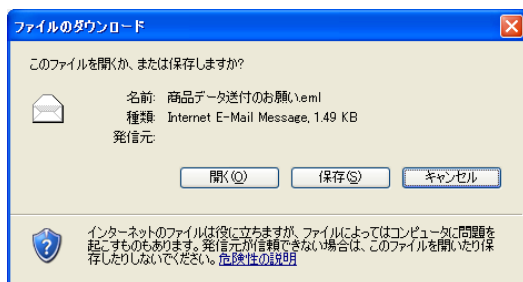 ファイルのダウンロード
このファイルを開くか、または保存しますか?
名前: 商品データ送付のお願い.eml
種類: Internet E-Mail Message, 1.49 KB
発信元:
開く(O) 保存(S) キャンセル
インターネットのファイルは役に立ちますが、ファイルによってはコンピュータに問題を
起こすものもあります。発信元が信頼できない場合は、このファイルを開いたり保
存したりしないでください。危険性の説明